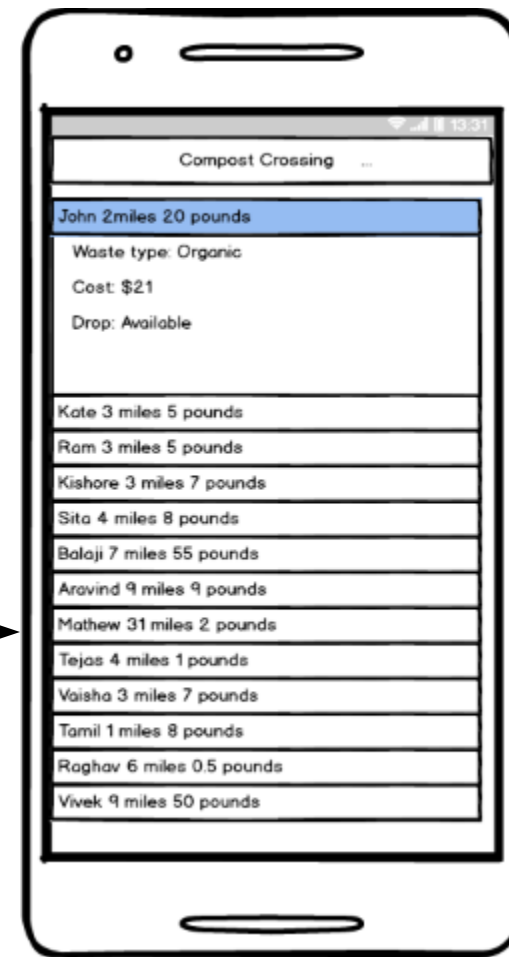 13:31
Compost Crossing ...
John 2miles 20 pounds
Waste type: Organic
Cost: $21
Drop: Available
Kate 3 miles 5 pounds
Ram 3 miles 5 pounds
Kishore 3 miles 7 pounds
Sita 4 miles 8 pounds
Balaji 7 miles 55 pounds
Aravind 9 miles 9 pounds
Mathew 31 miles 2 pounds
Tejas 4 miles 1 pounds
Vaisha 3 miles 7 pounds
Tamil 1 miles 8 pounds
Raghav 6 miles 0.5 pounds
Vivek 9 miles 50 pounds